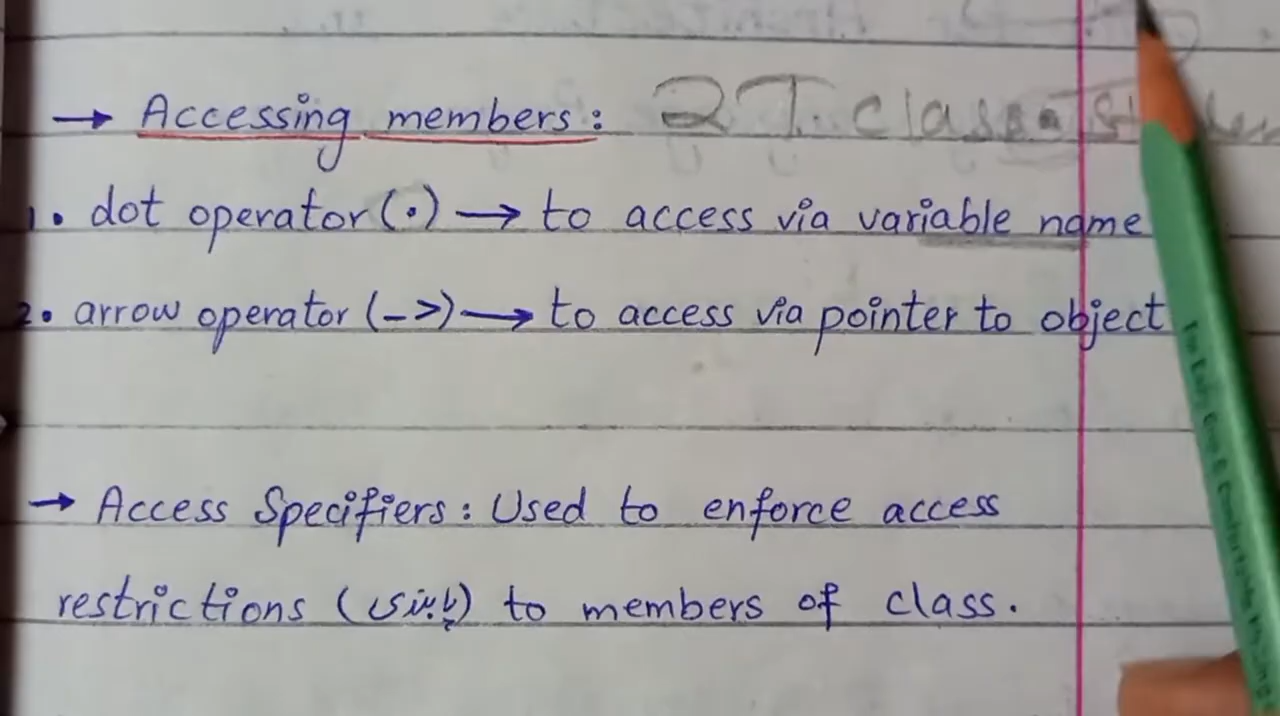 → Accessing members:
1. dot operator (.) → to access via variable name
2. arrow operator (->) → to access via pointer to object
→ Access Specifiers: Used to enforce access
restrictions (پابندی) to members of class.